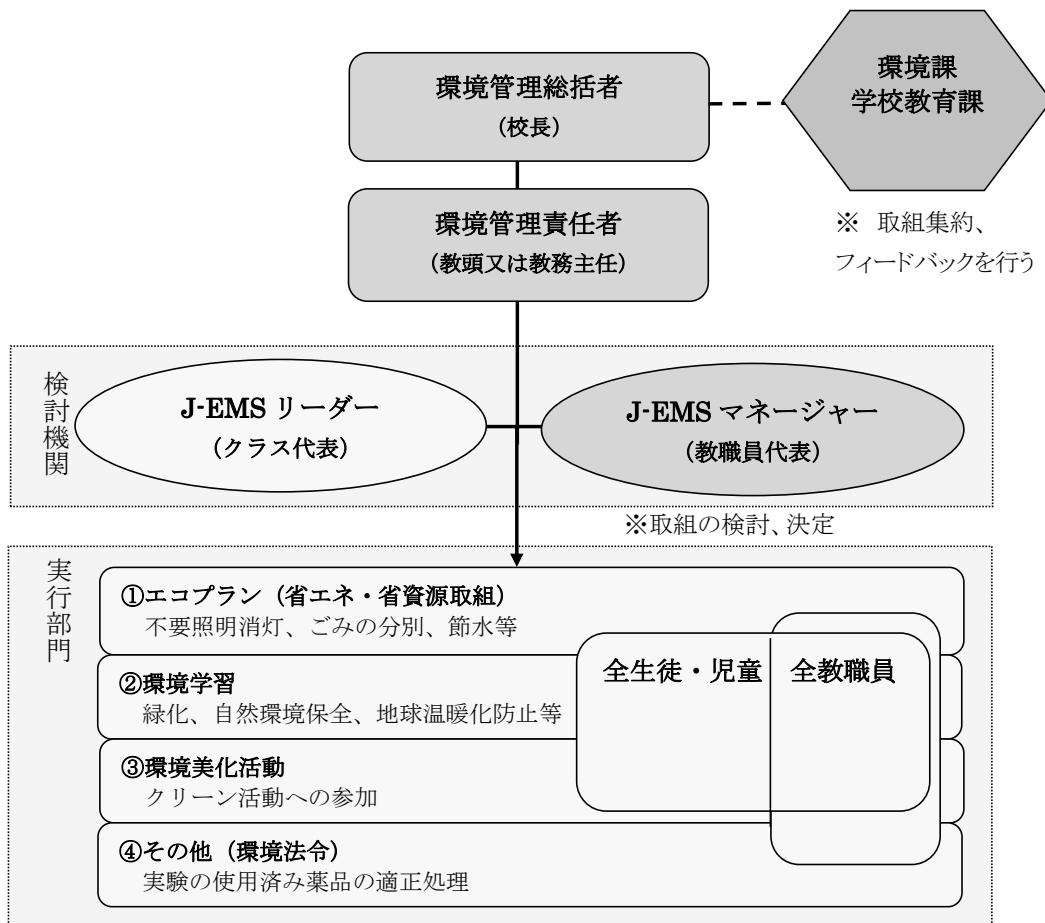 環境管理総括者
（校長）
環境課
学校教育課
環境管理責任者
（教頭又は教務主任）
※　取組集約、
フィードバックを行う
検討機関
J-EMS リーダー
（クラス代表）
J-EMS マネージャー
（教職員代表）
※取組の検討、決定
実行部門
①エコプラン（省エネ・省資源取組）
不要照明消灯、ごみの分別、節水等
②環境学習
緑化、自然環境保全、地球温暖化防止等
③環境美化活動
クリーン活動への参加
④その他（環境法令）
実験の使用済み薬品の適正処理
全生徒・児童
全教職員